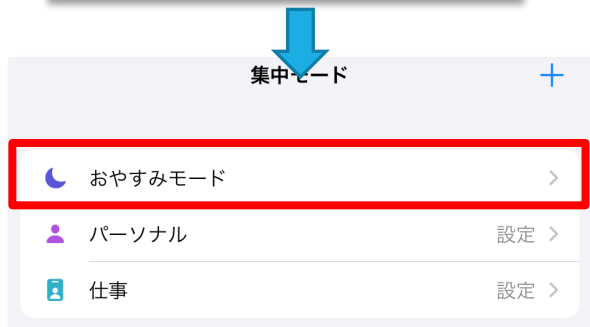 集中モード
おやすみモード
パーソナル 設定
仕事 設定